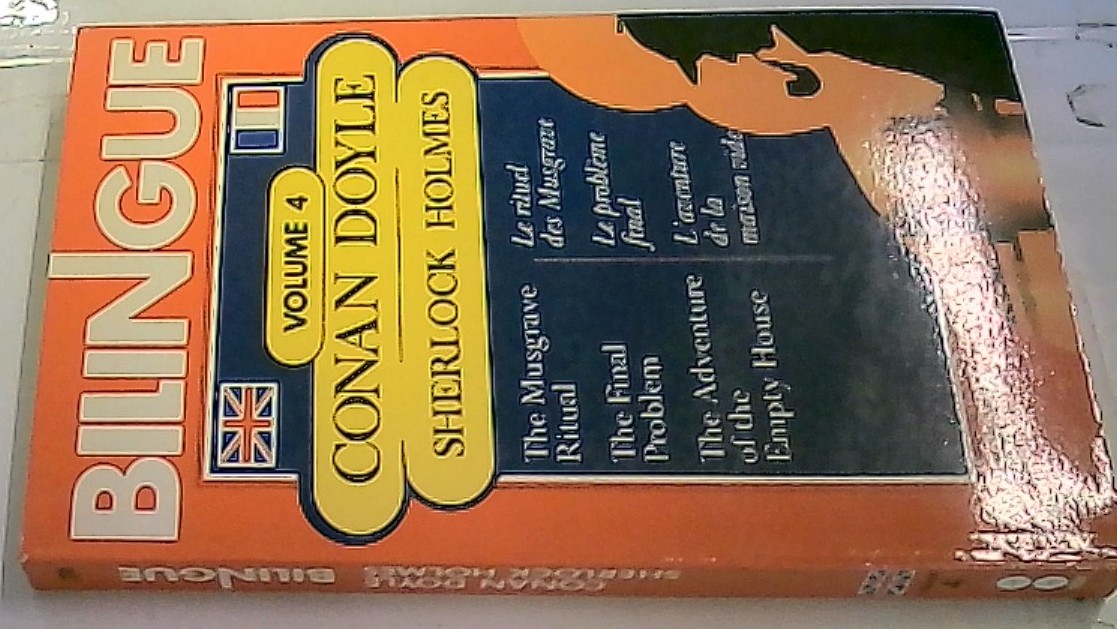 BILINGUE
VOLUME 4
CONAN DOYLE
SHERLOCK HOLMES
The Musgrave
Ritual
The Final
Problem
The Adventure
of the
Empty House
Le rituel
des Musgrave
Le problème
final
L'aventure
de la
maison vide
BILINGUE
CONAN DOYLE
SHERLOCK HOLMES